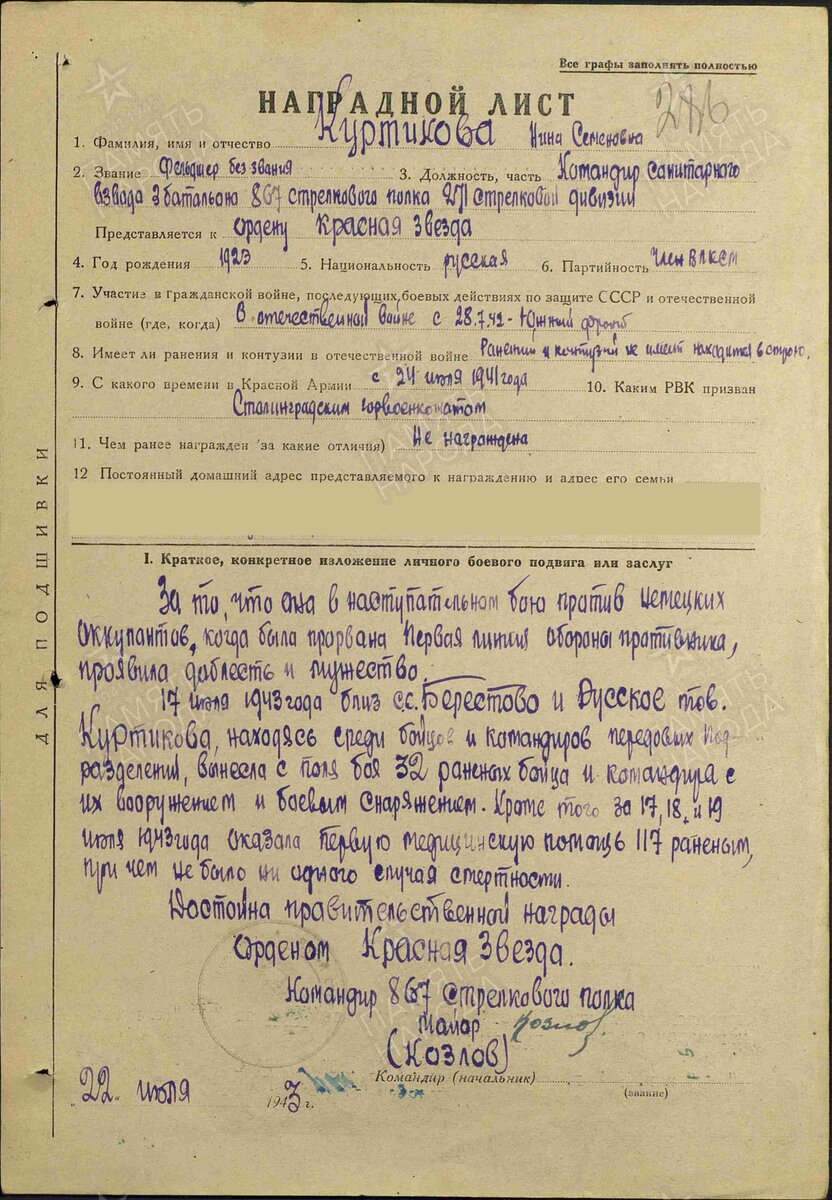 Все графы заполнять полностью
НАГРАДНОЙ ЛИСТ
1. Фамилия, имя и отчество Куртикова Нина Семеновна
2. Звание Фельдшер без звания 3. Должность, часть Командир санитарного
взвода 3 батальона 867 стрелкового полка 271 стрелковой дивизии
Представляется к ордену Красная Звезда
4. Год рождения 1923 5. Национальность русская 6. Партийность Член ВЛКСМ
7. Участие в гражданской войне, последующих боевых действиях по защите СССР и отечественной
войне (где, когда) В отечественной войне с 28.7.42 - Южный фронт
8. Имеет ли ранения и контузии в отечественной войне Ранений и контузий не имеет находится в строю.
9. С какого времени в Красной Армии с 24 июля 1941 года 10. Каким РВК призван
Сталинградским горвоенкоматом
11. Чем ранее награжден за какие отличия) Не награждена
12 Постоянный домашний адрес представляемого к награждению и адрес его семьи
ДЛЯ ПОДШИВКИ
I. Краткое, конкретное изложение личного боевого подвига или заслуг
За то, что она в наступательном бою против немецких
оккупантов, когда была прорвана первая линия обороны противника,
проявила доблесть и мужество.
17 июля 1943 года близ с.с. Берестово и Русское тов.
Куртикова, находясь среди бойцов и командиров передовых под-
разделений, вынесла с поля боя 32 раненых бойца и командира с
их вооружением и боевым снаряжением. Кроме того за 17, 18, и 19
июля 1943 года оказала первую медицинскую помощь 117 раненым,
при чем не было ни одного случая смертности.
Достойна правительственной награды
орденом Красная Звезда.
Командир 867 стрелкового полка
майор Козлов
(Козлов)
Командир (начальник)
(звание)
"22" июля 1943 г.
ПАМЯТЬ НАРОДА